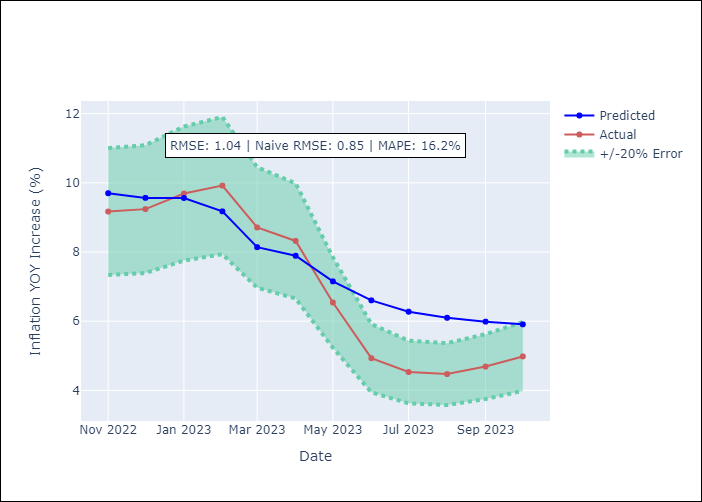 RMSE: 1.04 | Naive RMSE: 0.85 | MAPE: 16.2%
Predicted
Actual
+/-20% Error
Inflation YOY Increase (%)
12
10
8
6
4
Nov 2022
Jan 2023
Mar 2023
May 2023
Jul 2023
Sep 2023
Date